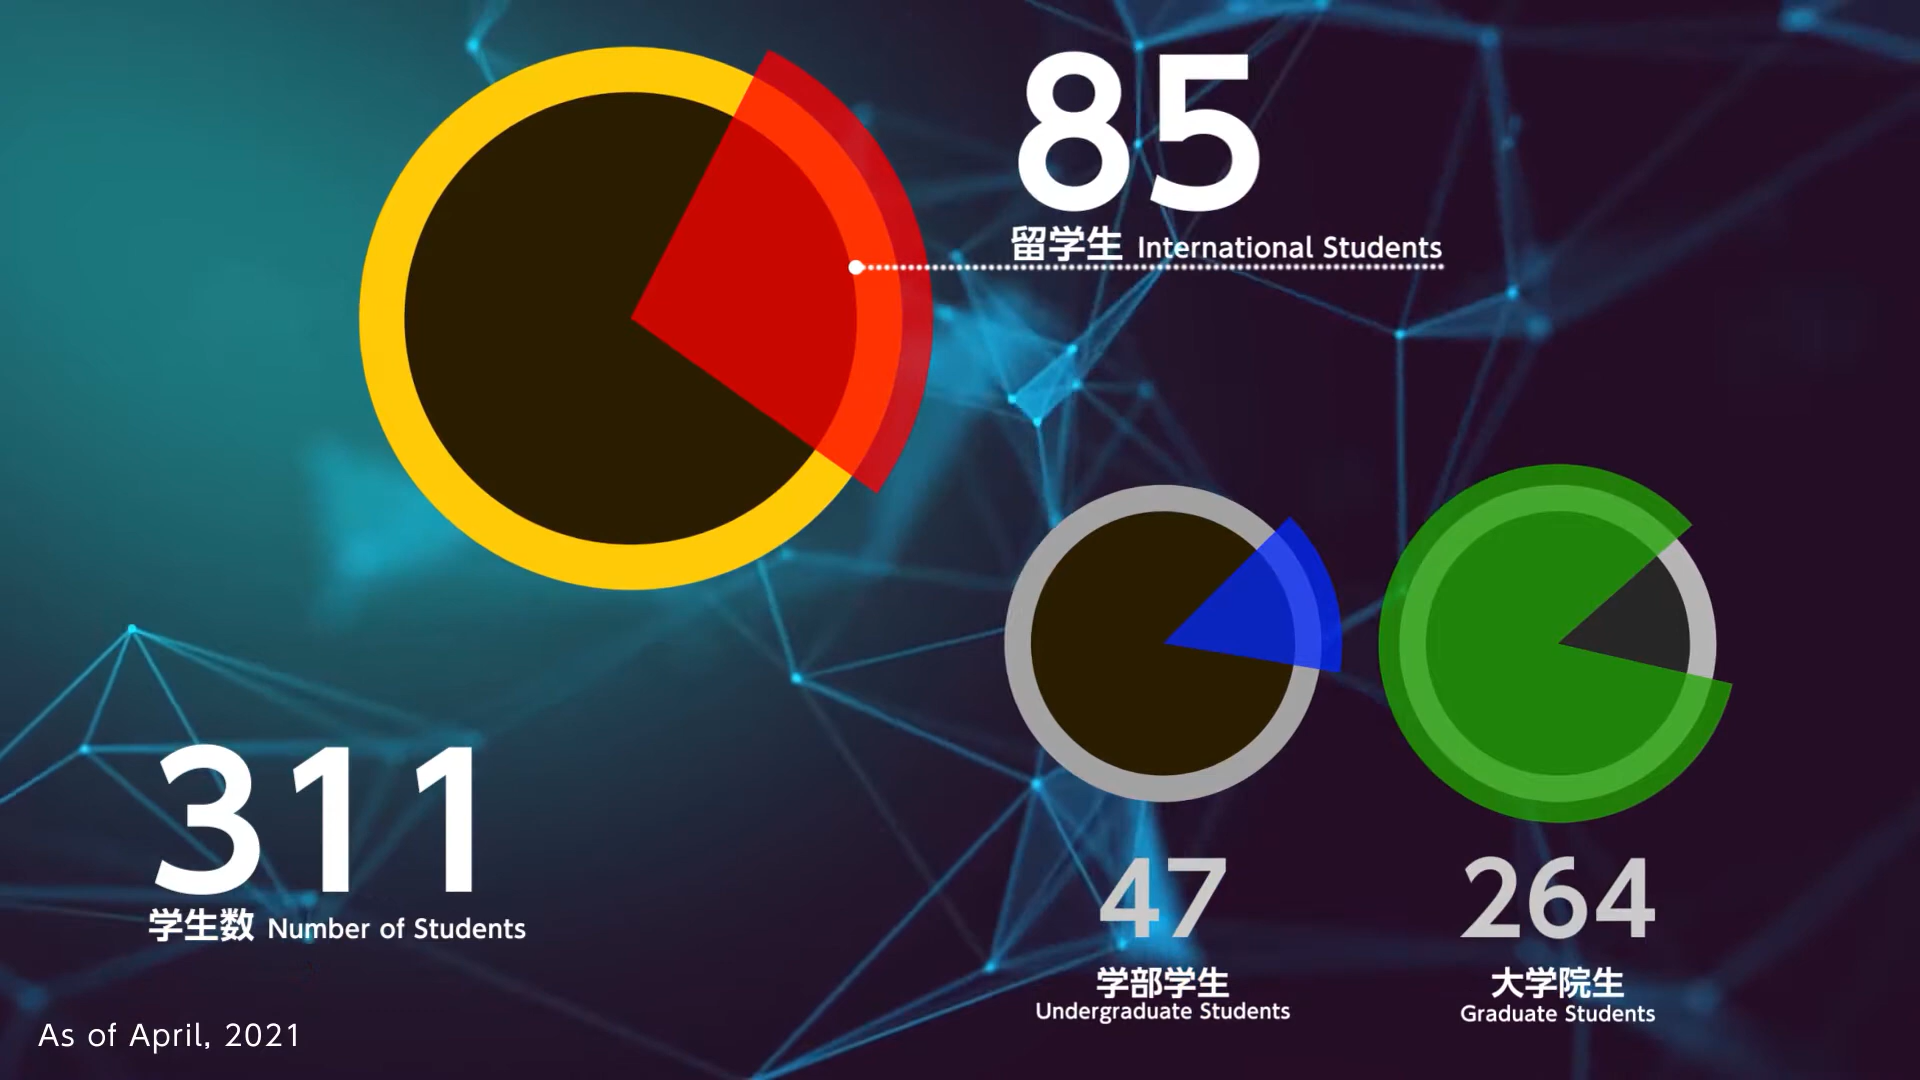 85
留学生 International Students
311
学生数 Number of Students
47
学部学生
Undergraduate Students
264
大学院生
Graduate Students
As of April, 2021